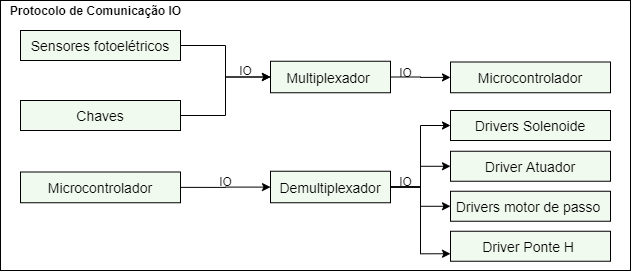 Protocolo de Comunicação IO
Sensores fotoelétricos
Chaves
IO
Multiplexador
IO
Microcontrolador
Microcontrolador
IO
Demultiplexador
IO
Drivers Solenoide
Driver Atuador
Drivers motor de passo
Driver Ponte H